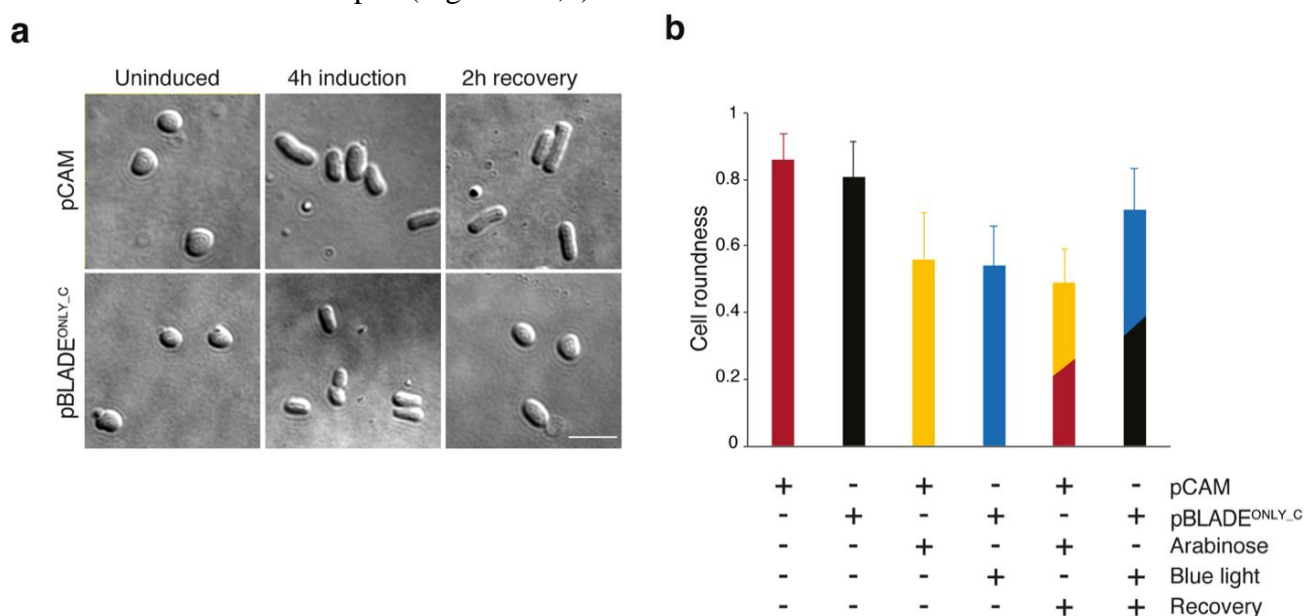 a
b
Uninduced 4h induction 2h recovery
pCAM
pBLADEONLY_C
Cell roundness
1
0.8
0.6
0.4
0.2
0
+ - + - + - pCAM
- + - + - + pBLADEONLY_C
- - + - + - Arabinose
- - - + - + Blue light
- - - - + + Recovery